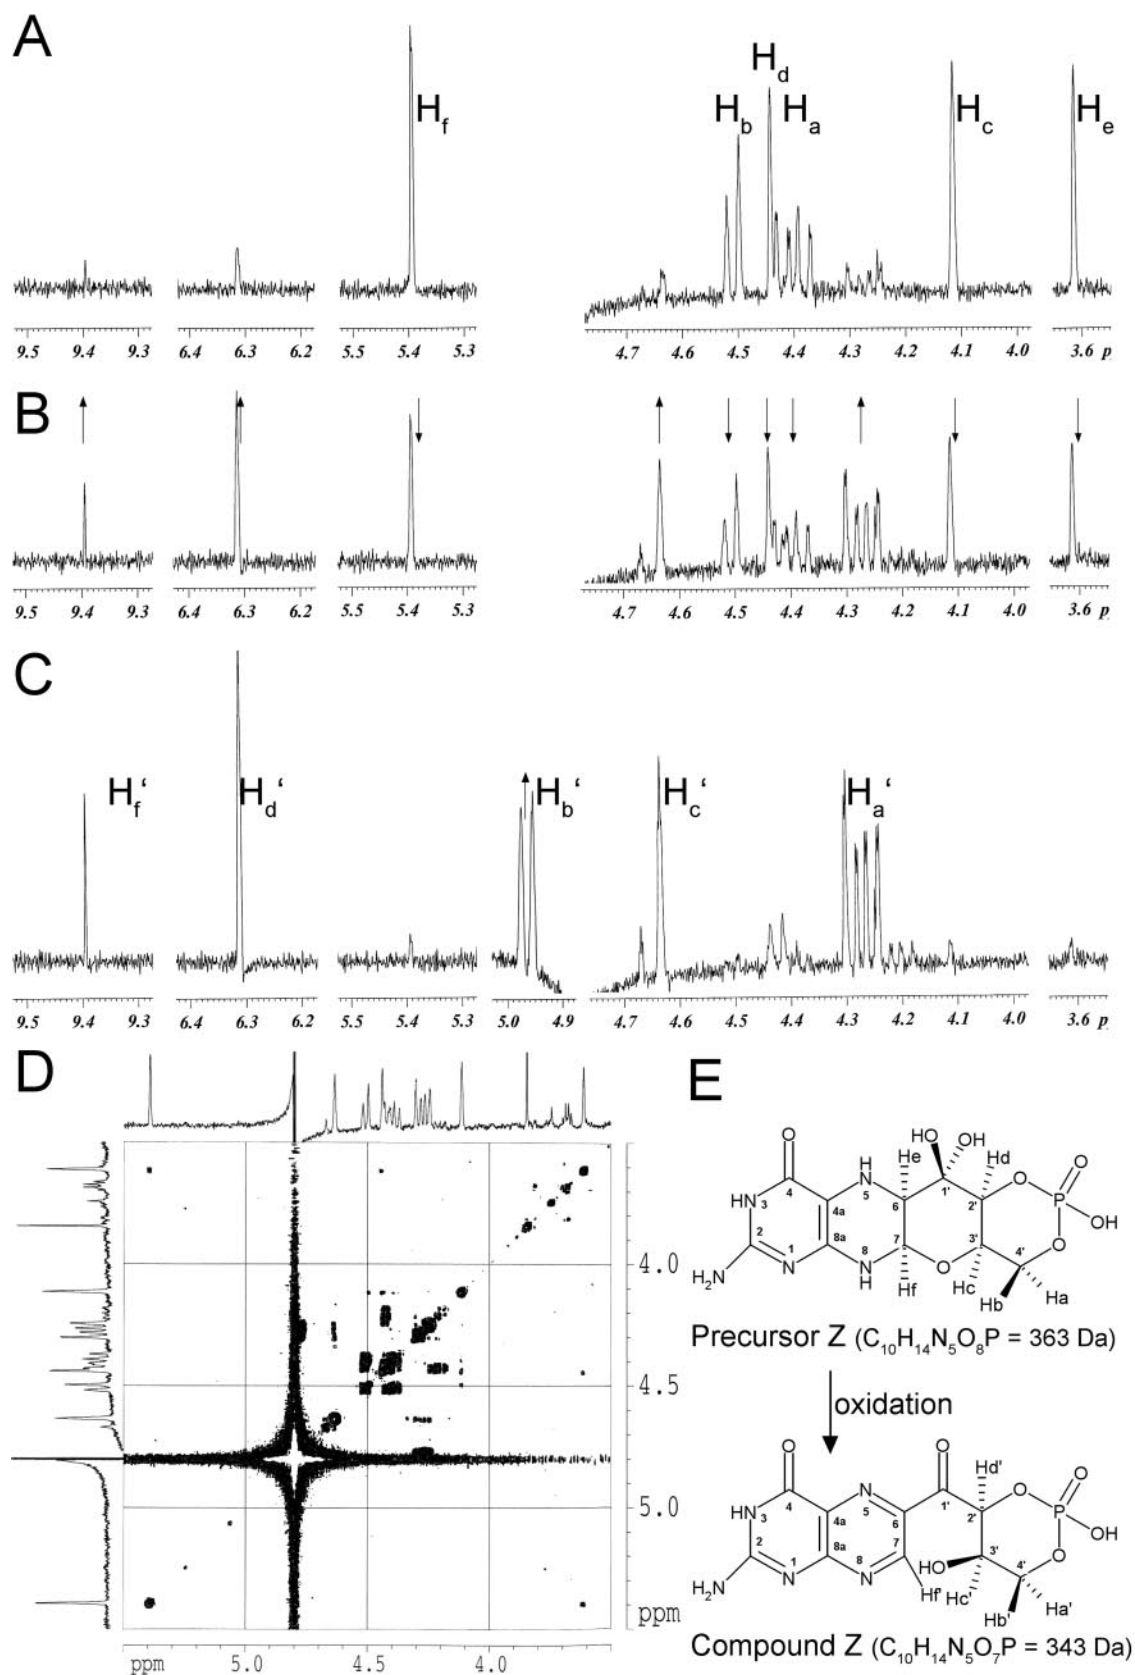 A
H_f
H_b
H_d
H_a
H_c
H_e
9.5 9.4 9.3
6.4 6.3 6.2
5.5 5.4 5.3
4.7 4.6 4.5 4.4 4.3 4.2 4.1 4.0
3.6 p
B
9.5 9.4 9.3
6.4 6.3 6.2
5.5 5.4 5.3
4.7 4.6 4.5 4.4 4.3 4.2 4.1 4.0
3.6 p
C
H_f‘
H_d‘
H_b‘
H_c‘
H_a‘
9.5 9.4 9.3
6.4 6.3 6.2
5.5 5.4 5.3
5.0 4.9
4.7 4.6 4.5 4.4 4.3 4.2 4.1 4.0
3.6 p
D
4.0
4.5
5.0
ppm
ppm 5.0 4.5 4.0
E
O
HO OH
H N 5
He
Hd
O
O
P
OH
4
HN 3
4a
6
1'
2'
2
1
8a
8
7
3'
4'
H₂N
N
N
H
Hf
O
Hc
O
Hb
Ha
Precursor Z (C₁₀H₁₄N₅O₈P = 363 Da)
oxidation
O
O
Hd'
O
O
P
OH
4
N 5
HN 3
4a
6
1'
2'
2
1
8a
8
7
3'
4'
H₂N
N
N
Hf'
HO
Hc'
O
Hb'
Ha'
Compound Z (C₁₀H₁₄N₅O₇P = 343 Da)